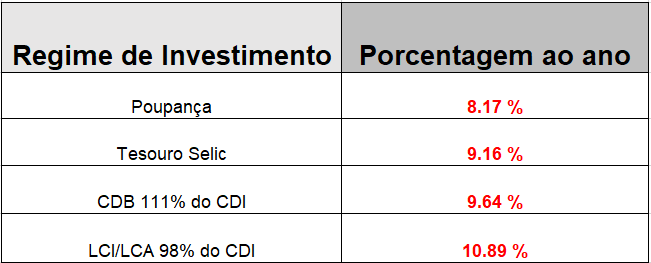 Regime de Investimento Porcentagem ao ano
Poupança 8.17 %
Tesouro Selic 9.16 %
CDB 111% do CDI 9.64 %
LCI/LCA 98% do CDI 10.89 %